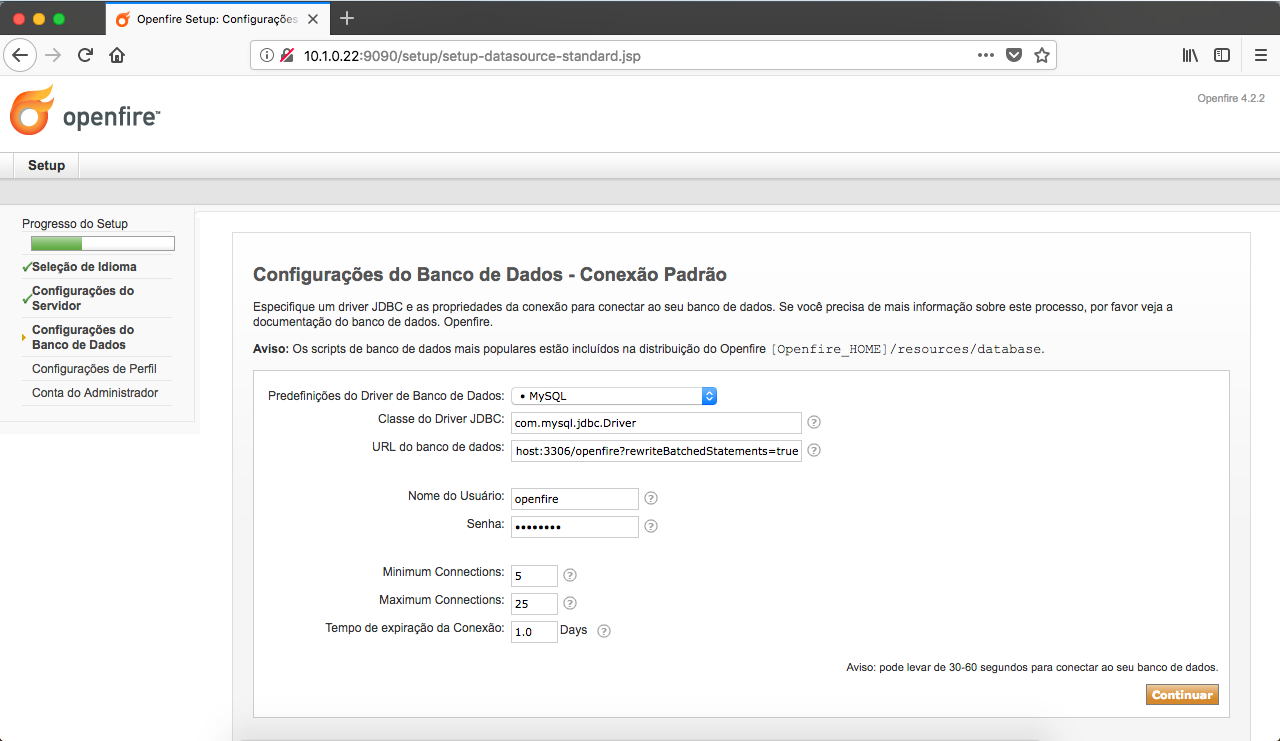 Openfire Setup: Configurações
10.1.0.22:9090/setup/setup-datasource-standard.jsp
openfire™
Openfire 4.2.2
Setup
Progresso do Setup
Seleção de Idioma
Configurações do
Servidor
Configurações do
Banco de Dados
Configurações de Perfil
Conta do Administrador
Configurações do Banco de Dados - Conexão Padrão
Especifique um driver JDBC e as propriedades da conexão para conectar ao seu banco de dados. Se você precisa de mais informação sobre este processo, por favor veja a
documentação do banco de dados. Openfire.
Aviso: Os scripts de banco de dados mais populares estão incluídos na distribuição do Openfire [Openfire_HOME]/resources/database.
Predefinições do Driver de Banco de Dados: • MySQL
Classe do Driver JDBC: com.mysql.jdbc.Driver
URL do banco de dados: host:3306/openfire?rewriteBatchedStatements=true
Nome do Usuário: openfire
Senha: ••••••••
Minimum Connections: 5
Maximum Connections: 25
Tempo de expiração da Conexão: 1.0 Days
Aviso: pode levar de 30-60 segundos para conectar ao seu banco de dados.
Continuar